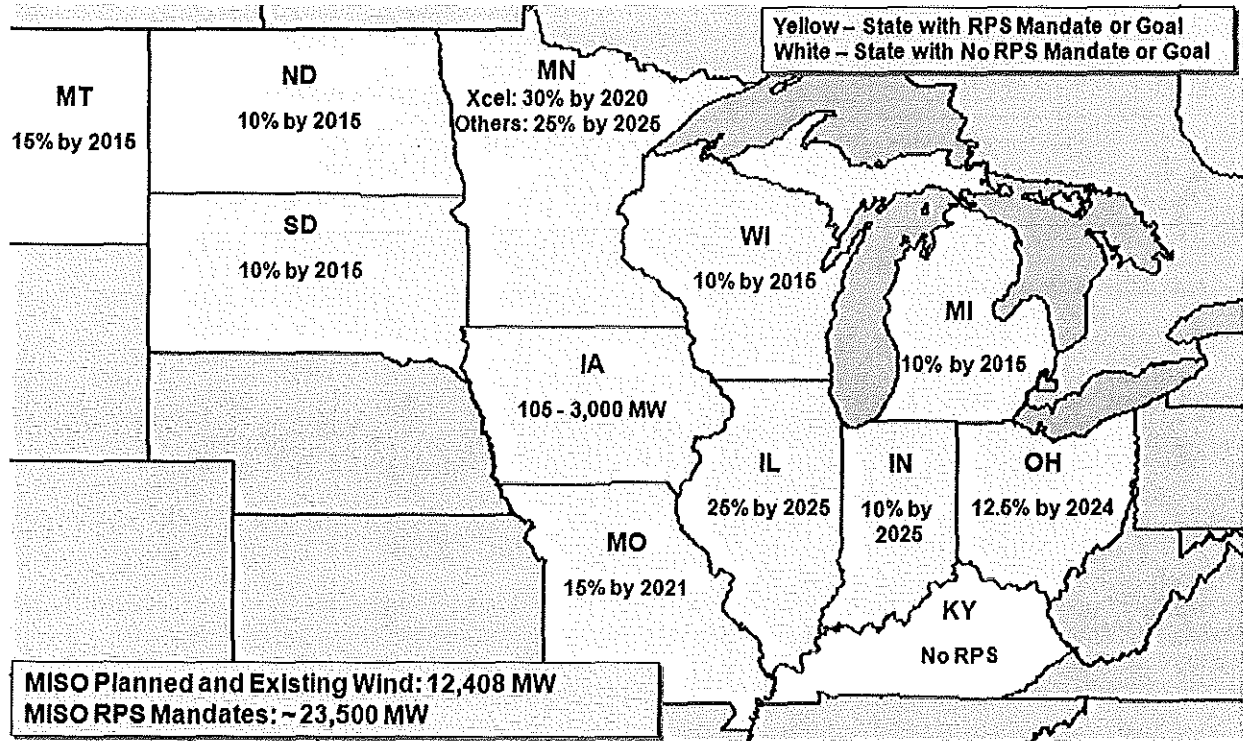 Yellow – State with RPS Mandate or Goal
White – State with No RPS Mandate or Goal
MT
15% by 2015
ND
10% by 2015
MN
Xcel: 30% by 2020
Others: 25% by 2025
SD
10% by 2015
WI
10% by 2015
MI
10% by 2015
IA
105 - 3,000 MW
IL
25% by 2025
IN
10% by
2025
OH
12.5% by 2024
MO
15% by 2021
KY
No RPS
MISO Planned and Existing Wind: 12,408 MW
MISO RPS Mandates: ~23,500 MW